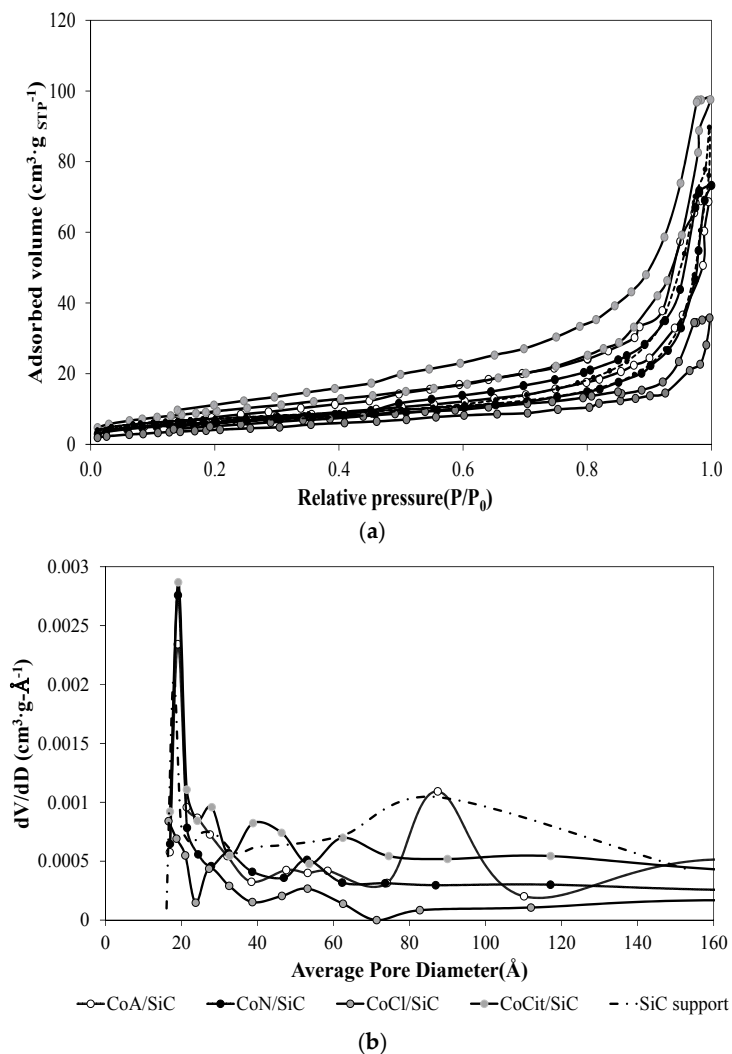 120
100
80
60
40
20
0
Adsorbed volume (cm³·g STP⁻¹)
0.0 0.2 0.4 0.6 0.8 1.0
Relative pressure(P/P₀)
(a)
0.003
0.0025
0.002
0.0015
0.001
0.0005
0
dV/dD (cm³·g-Å⁻¹)
0 20 40 60 80 100 120 140 160
Average Pore Diameter(Å)
CoA/SiC CoN/SiC CoCl/SiC CoCit/SiC SiC support
(b)